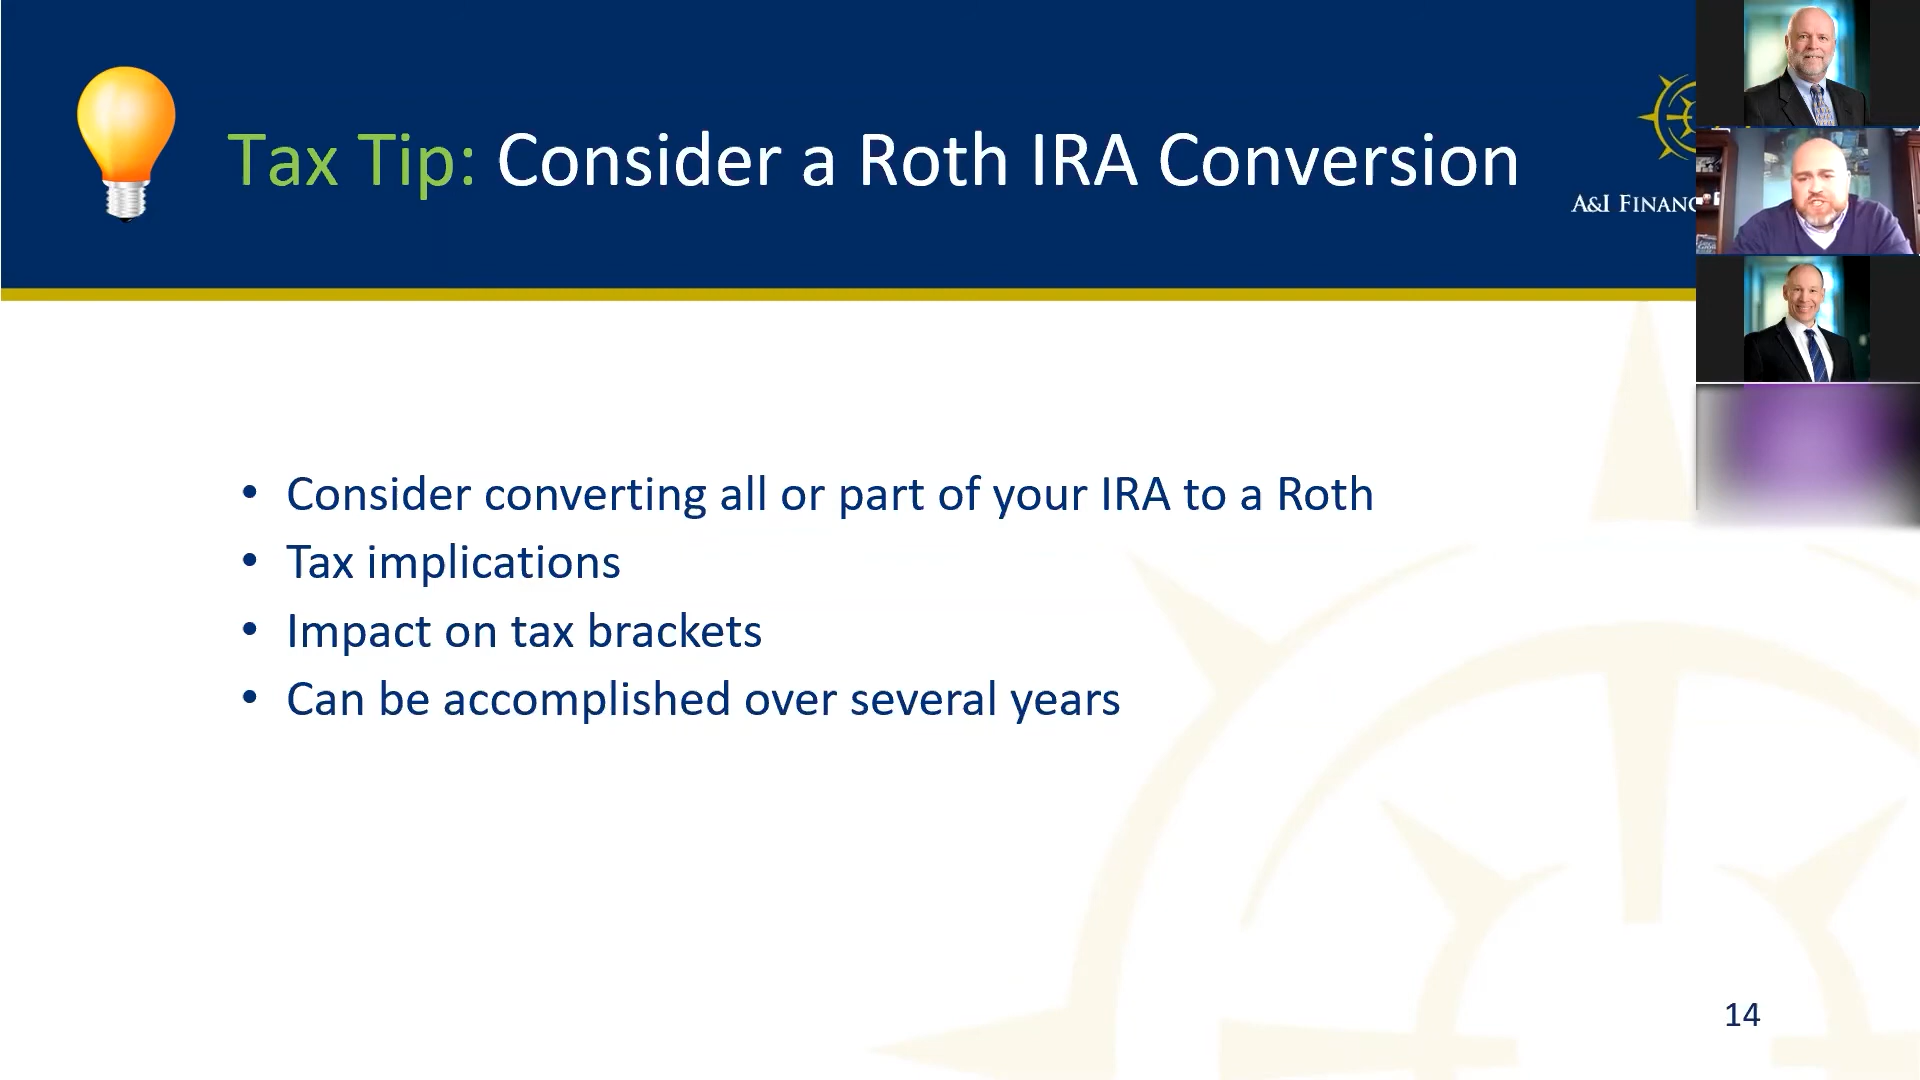 Tax Tip: Consider a Roth IRA Conversion
A&I FINANC
• Consider converting all or part of your IRA to a Roth
• Tax implications
• Impact on tax brackets
• Can be accomplished over several years
14